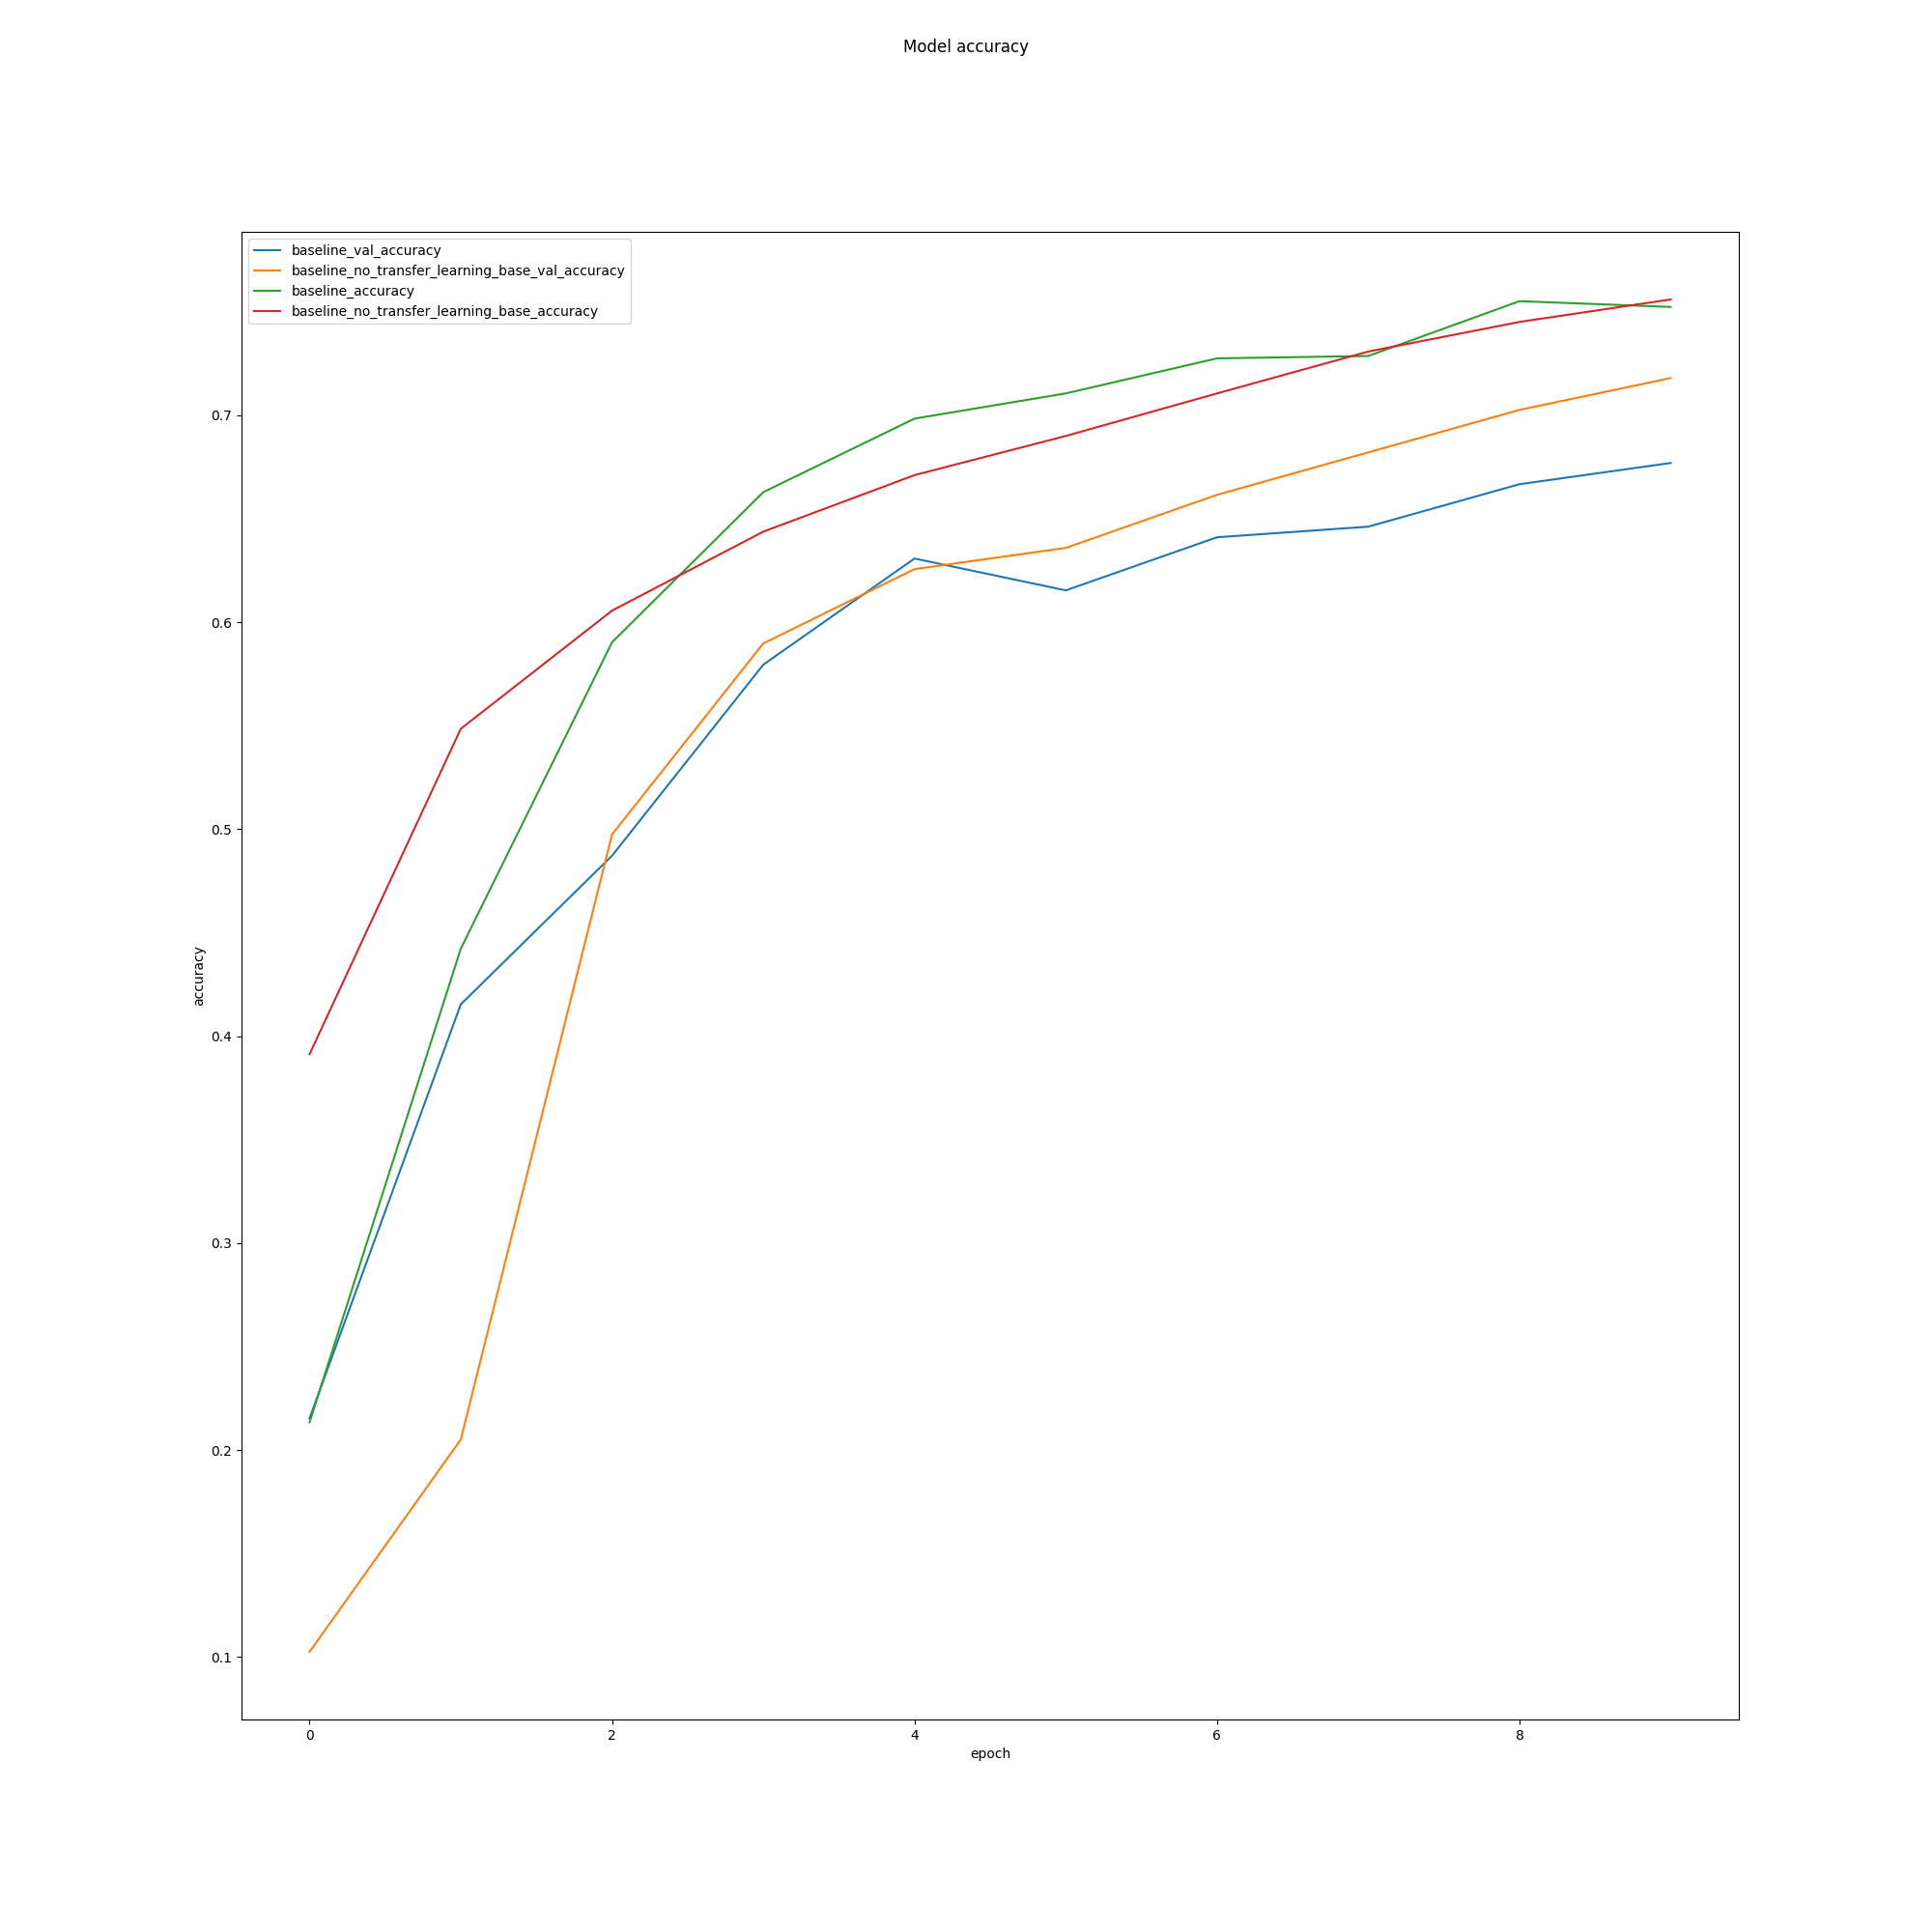 Model accuracy
baseline_val_accuracy
baseline_no_transfer_learning_base_val_accuracy
baseline_accuracy
baseline_no_transfer_learning_base_accuracy
0.7
0.6
0.5
0.4
0.3
0.2
0.1
accuracy
0 2 4 6 8
epoch